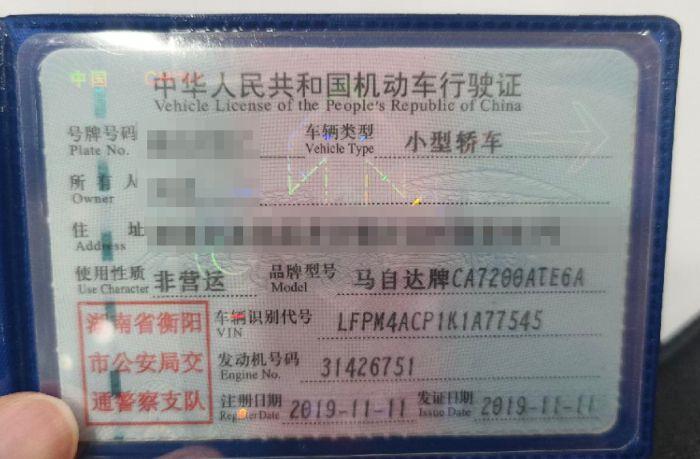 中国
中华人民共和国机动车行驶证
Vehicle License of the People's Republic of China
号牌号码 Plate No. 车辆类型 Vehicle Type 小型轿车
所有人 Owner
住址 Address
使用性质 Use Character 非营运 品牌型号 Model 马自达牌CA7200ATE6A
湖南省衡阳
市公安局交
通警察支队
车辆识别代号 VIN LFPM4ACP1K1A77545
发动机号码 Engine No. 31426751
注册日期 Register Date 2019-11-11 发证日期 Issue Date 2019-11-11